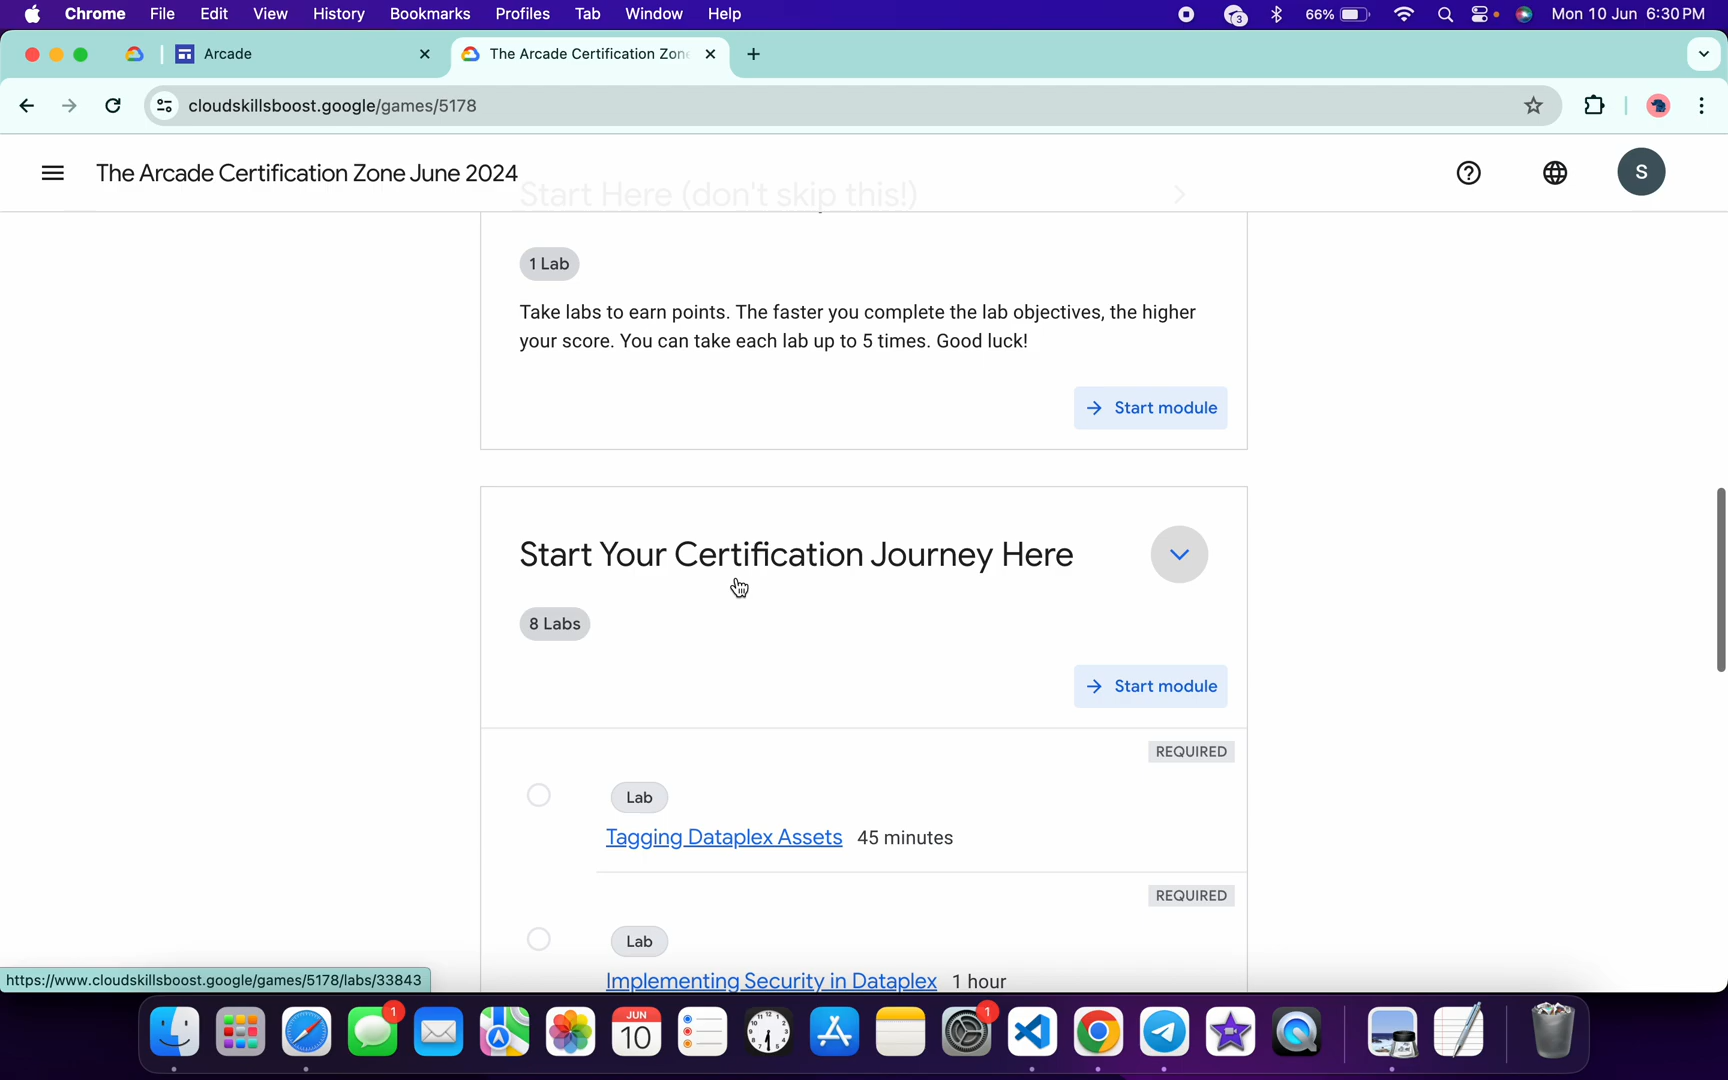 Chrome File Edit View History Bookmarks Profiles Tab Window Help 3 66% Mon 10 Jun 6:30 PM
Arcade The Arcade Certification Zone
cloudskillsboost.google/games/5178
The Arcade Certification Zone June 2024 S
Start Here (don't skip this!)
1 Lab
Take labs to earn points. The faster you complete the lab objectives, the higher
your score. You can take each lab up to 5 times. Good luck!
Start module
Start Your Certification Journey Here
8 Labs
Start module
REQUIRED
Lab
Tagging Dataplex Assets 45 minutes
REQUIRED
Lab
Implementing Security in Dataplex 1 hour
https://www.cloudskillsboost.google/games/5178/labs/33843
1 JUN 10 1